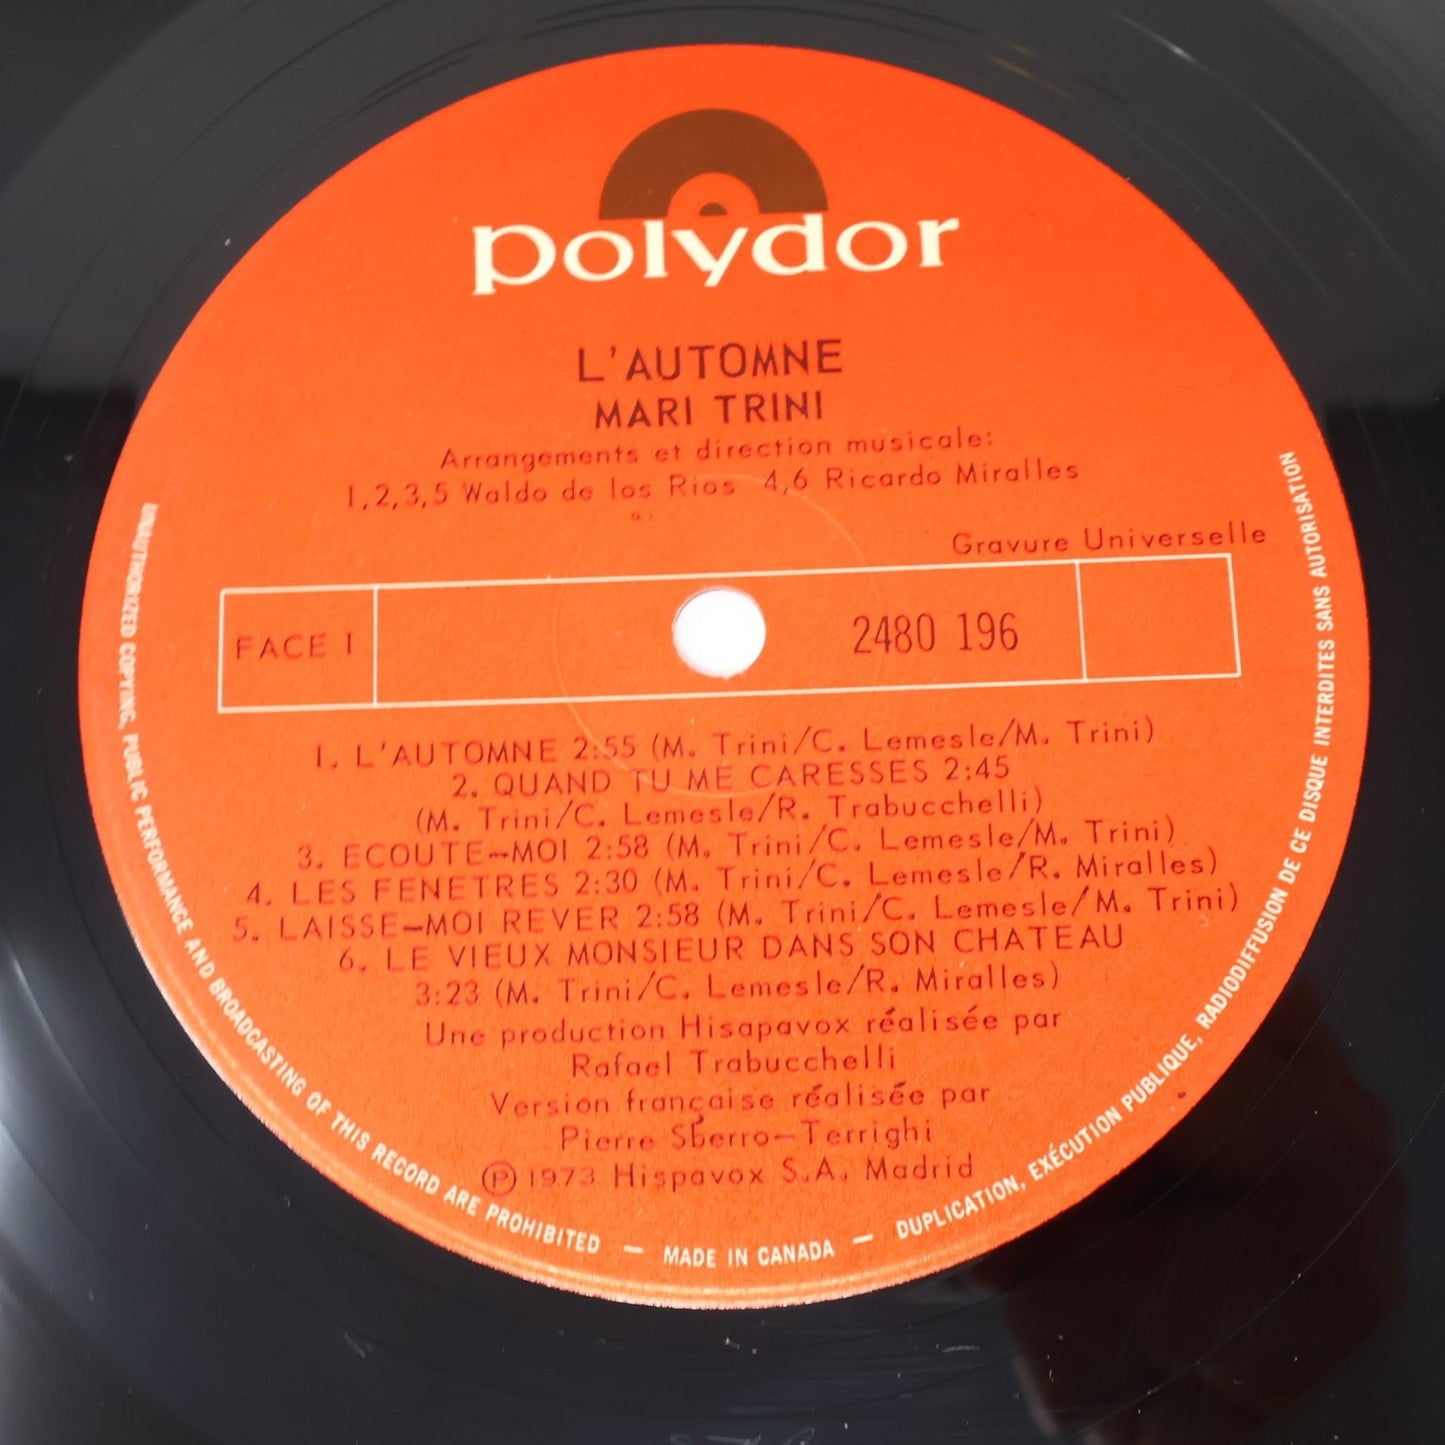 polydor
L'AUTOMNE
MARI TRINI
Arrangements et direction musicale:
1,2,3,5 Waldo de los Rios 4,6 Ricardo Miralles
Gravure Universelle
FACE 1
2480 196
1. L'AUTOMNE 2:55 (M. Trini/C. Lemesle/M. Trini)
2. QUAND TU ME CARESSES 2:45
(M. Trini/C. Lemesle/R. Trabucchelli)
3. ECOUTE-MOI 2:58 (M. Trini/C. Lemesle/M. Trini)
4. LES FENETRES 2:30 (M. Trini/C. Lemesle/R. Miralles)
5. LAISSE-MOI REVER 2:58 (M. Trini/C. Lemesle/M. Trini)
6. LE VIEUX MONSIEUR DANS SON CHATEAU
3:23 (M. Trini/C. Lemesle/R. Miralles)
Une production Hisapavox réalisée par
Rafael Trabucchelli
Version française réalisée par
Pierre Sberro-Terrighi
℗ 1973 Hispavox S.A. Madrid
UNAUTHORIZED COPYING, PUBLIC PERFORMANCE AND BROADCASTING OF THIS RECORD ARE PROHIBITED — MADE IN CANADA — DUPLICATION, EXÉCUTION PUBLIQUE, RADIODIFFUSION DE CE DISQUE INTERDITES SANS AUTORISATION